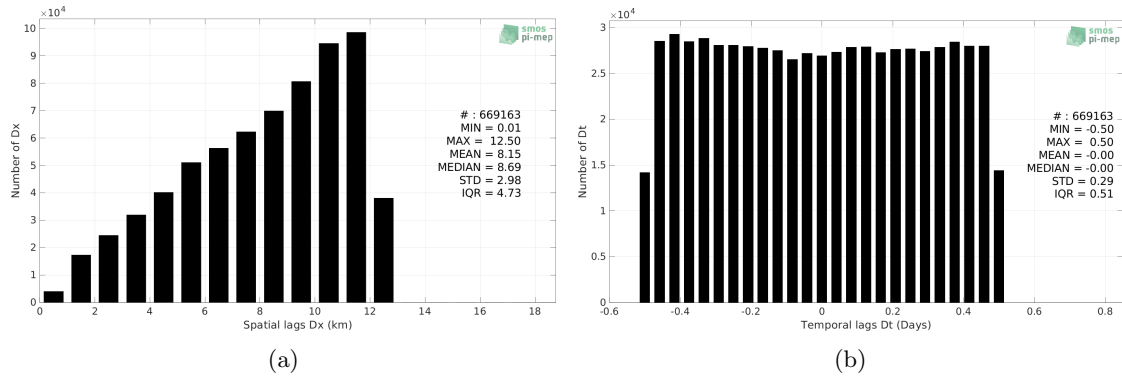 ×10⁴
smos
pi-mep
10
9
8
7
6
5
4
3
2
1
0
Number of Dx
# : 669163
MIN = 0.01
MAX = 12.50
MEAN = 8.15
MEDIAN = 8.69
STD = 2.98
IQR = 4.73
0 2 4 6 8 10 12 14 16 18
Spatial lags Dx (km)
(a)
×10⁴
smos
pi-mep
3
2.5
2
1.5
1
0.5
0
Number of Dt
# : 669163
MIN = -0.50
MAX = 0.50
MEAN = -0.00
MEDIAN = -0.00
STD = 0.29
IQR = 0.51
-0.6 -0.4 -0.2 0 0.2 0.4 0.6 0.8
Temporal lags Dt (Days)
(b)